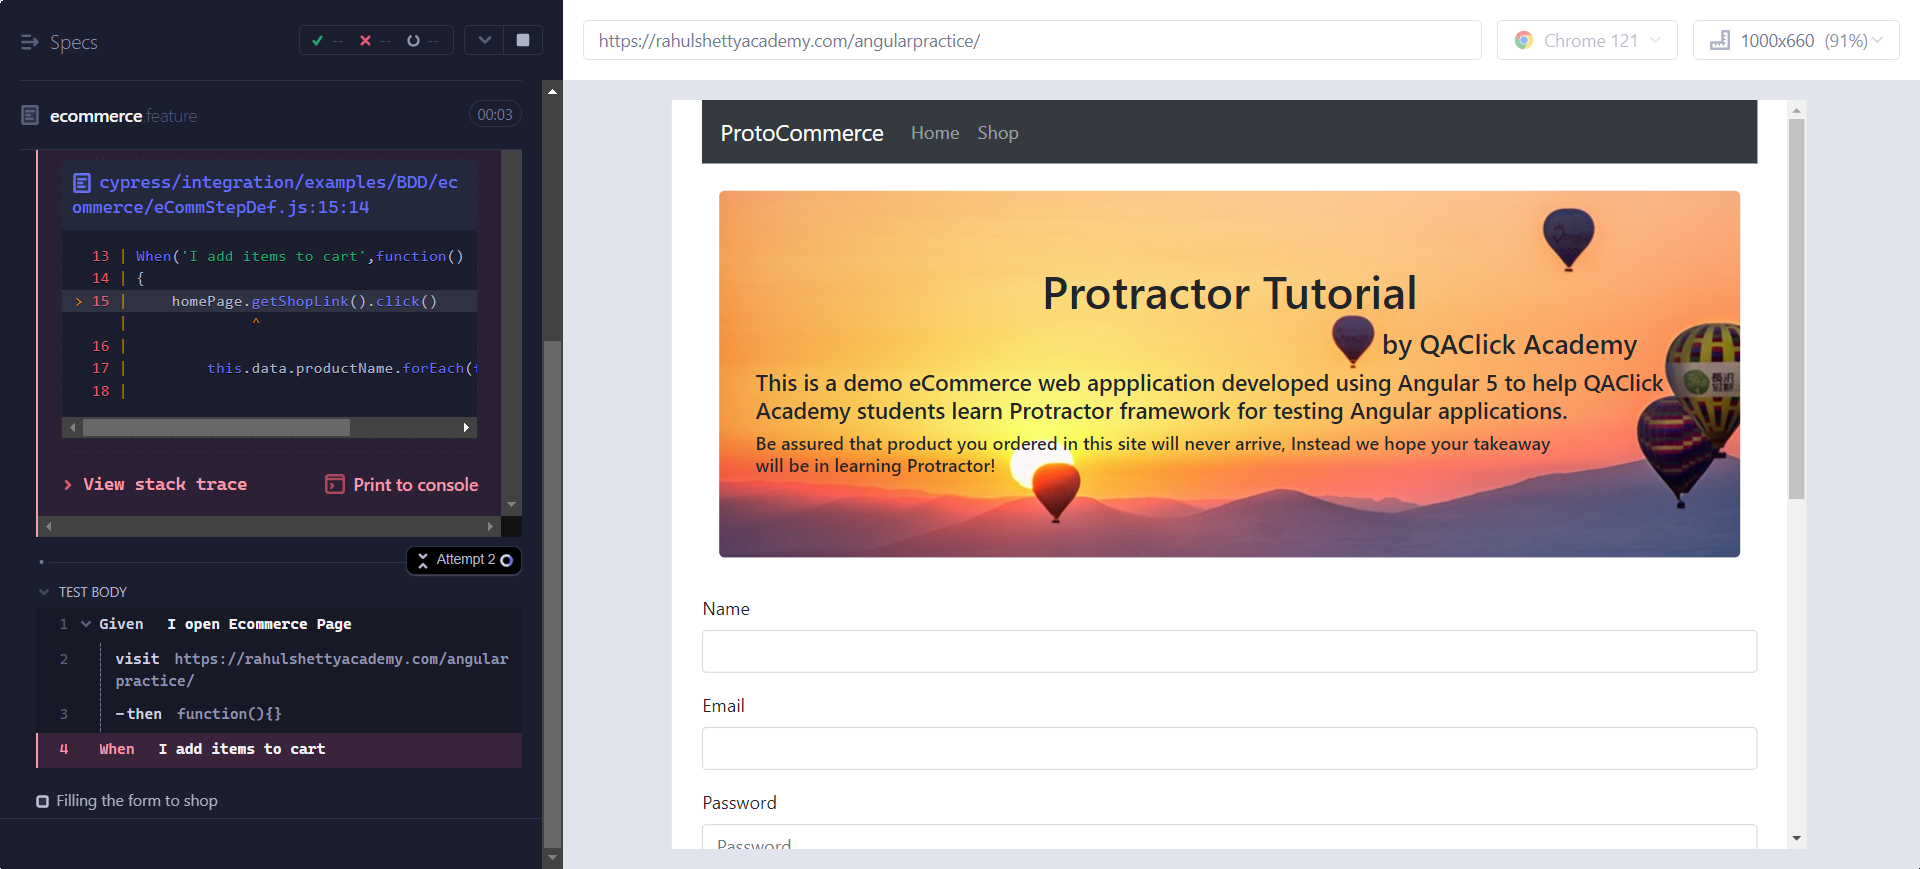 Specs
-- -- --
ecommerce.feature
00:03
cypress/integration/examples/BDD/ec
ommerce/eCommStepDef.js:15:14
13 | When('I add items to cart',function()
14 | {
> 15 | homePage.getShopLink().click()
| ^
16 |
17 | this.data.productName.forEach(
18 |
View stack trace
Print to console
Attempt 2
TEST BODY
1 Given I open Ecommerce Page
2 visit https://rahulshettyacademy.com/angular
practice/
3 -then function(){}
4 When I add items to cart
Filling the form to shop
https://rahulshettyacademy.com/angularpractice/
Chrome 121
1000x660 (91%)
ProtoCommerce Home Shop
Protractor Tutorial
by QAClick Academy
This is a demo eCommerce web appplication developed using Angular 5 to help QAClick
Academy students learn Protractor framework for testing Angular applications.
Be assured that product you ordered in this site will never arrive, Instead we hope your takeaway
will be in learning Protractor!
Name
Email
Password
Password